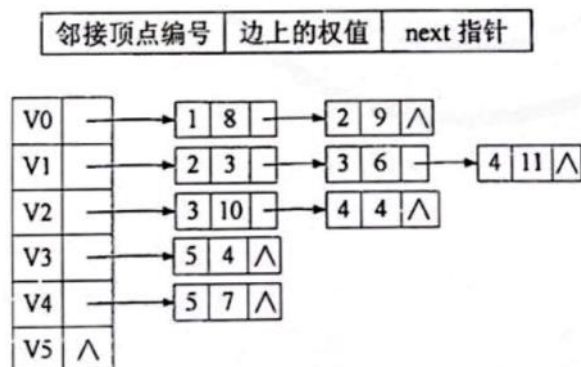 邻接顶点编号 边上的权值 next 指针
V0 1 8 2 9 ∧
V1 2 3 3 6 4 11 ∧
V2 3 10 4 4 ∧
V3 5 4 ∧
V4 5 7 ∧
V5 ∧